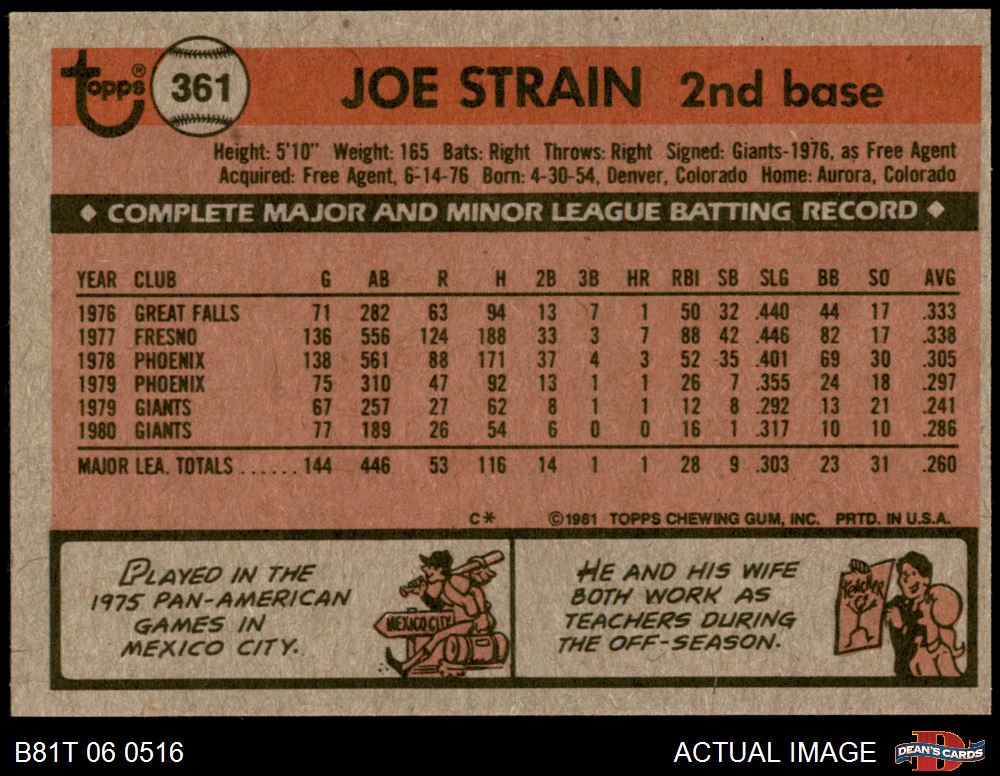 Topps® 361 JOE STRAIN 2nd base
Height: 5'10" Weight: 165 Bats: Right Throws: Right Signed: Giants-1976, as Free Agent
Acquired: Free Agent, 6-14-76 Born: 4-30-54, Denver, Colorado Home: Aurora, Colorado
◆ COMPLETE MAJOR AND MINOR LEAGUE BATTING RECORD ◆
YEAR CLUB G AB R H 2B 3B HR RBI SB SLG BB SO AVG
1976 GREAT FALLS 71 282 63 94 13 7 1 50 32 .440 44 17 .333
1977 FRESNO 136 556 124 188 33 3 7 88 42 .446 82 17 .338
1978 PHOENIX 138 561 88 171 37 4 3 52 35 .401 69 30 .305
1979 PHOENIX 75 310 47 92 13 1 1 26 7 .355 24 18 .297
1979 GIANTS 67 257 27 62 8 1 1 12 8 .292 13 21 .241
1980 GIANTS 77 189 26 54 6 0 0 16 1 .317 10 10 .286
MAJOR LEA. TOTALS ...... 144 446 53 116 14 1 1 28 9 .303 23 31 .260
C* ©1981 TOPPS CHEWING GUM, INC. PRTD. IN U.S.A.
PLAYED IN THE
1975 PAN-AMERICAN
GAMES IN
MEXICO CITY.
MEXICO CITY
HE AND HIS WIFE
BOTH WORK AS
TEACHERS DURING
THE OFF-SEASON.
TEACHER
B81T 06 0516 ACTUAL IMAGE DEAN'S CARDS